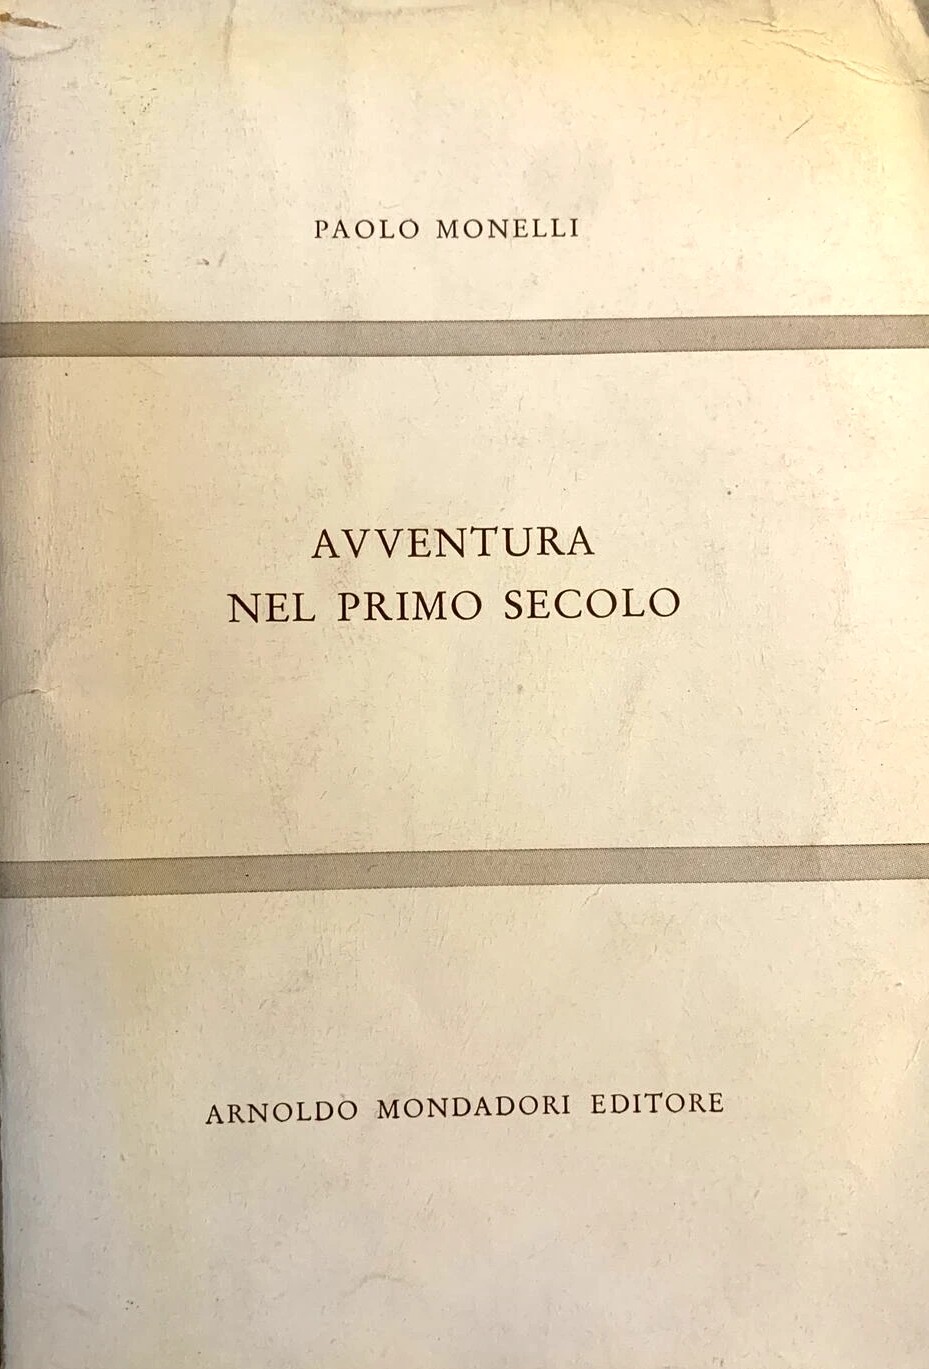 PAOLO MONELLI
AVVENTURA
NEL PRIMO SECOLO
ARNOLDO MONDADORI EDITORE